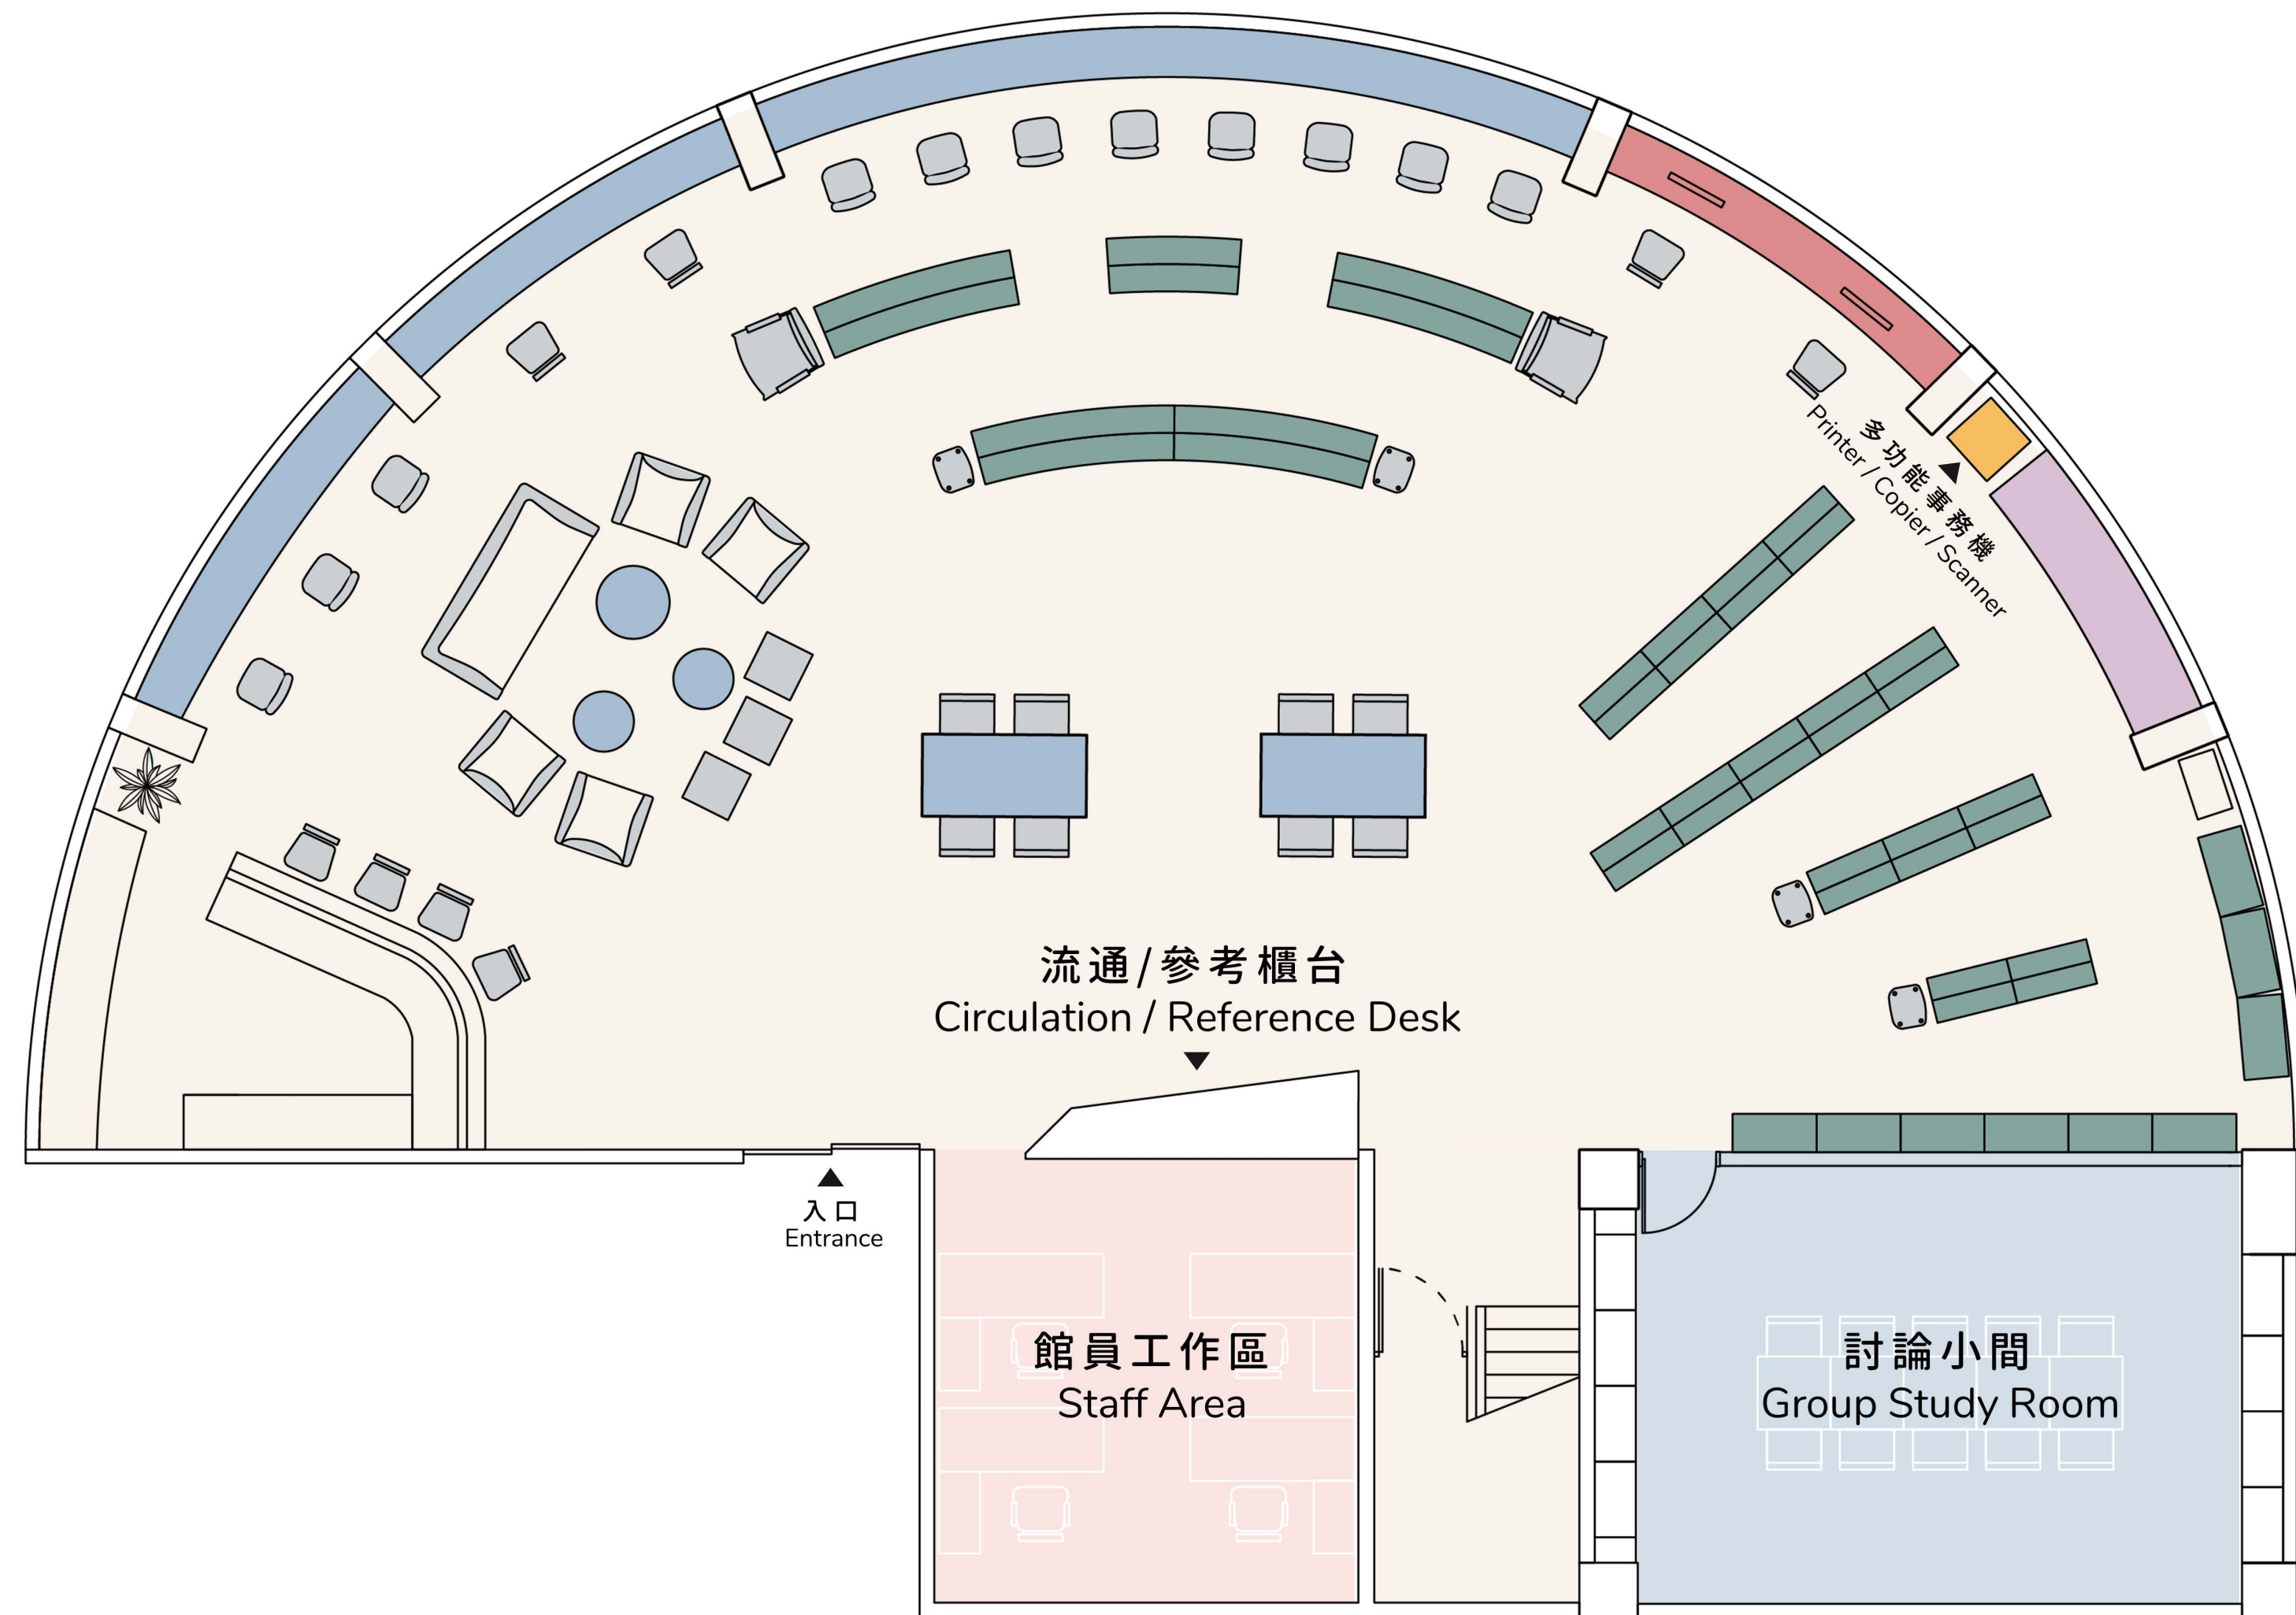 多功能事務機
Printer / Copier / Scanner
流通/參考櫃台
Circulation / Reference Desk
入口
Entrance
館員工作區
Staff Area
討論小間
Group Study Room